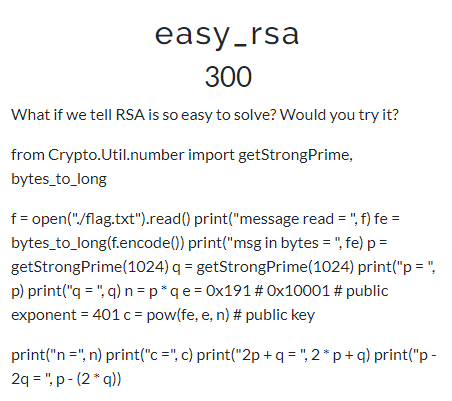 easy_rsa
300
What if we tell RSA is so easy to solve? Would you try it?
from Crypto.Util.number import getStrongPrime,
bytes_to_long
f = open("./flag.txt").read() print("message read = ", f) fe =
bytes_to_long(f.encode()) print("msg in bytes = ", fe) p =
getStrongPrime(1024) q = getStrongPrime(1024) print("p = ",
p) print("q = ", q) n = p * q e = 0x191 # 0x10001 # public
exponent = 401 c = pow(fe, e, n) # public key
print("n =", n) print("c =", c) print("2p + q = ", 2 * p + q) print("p -
2q = ", p - (2 * q))